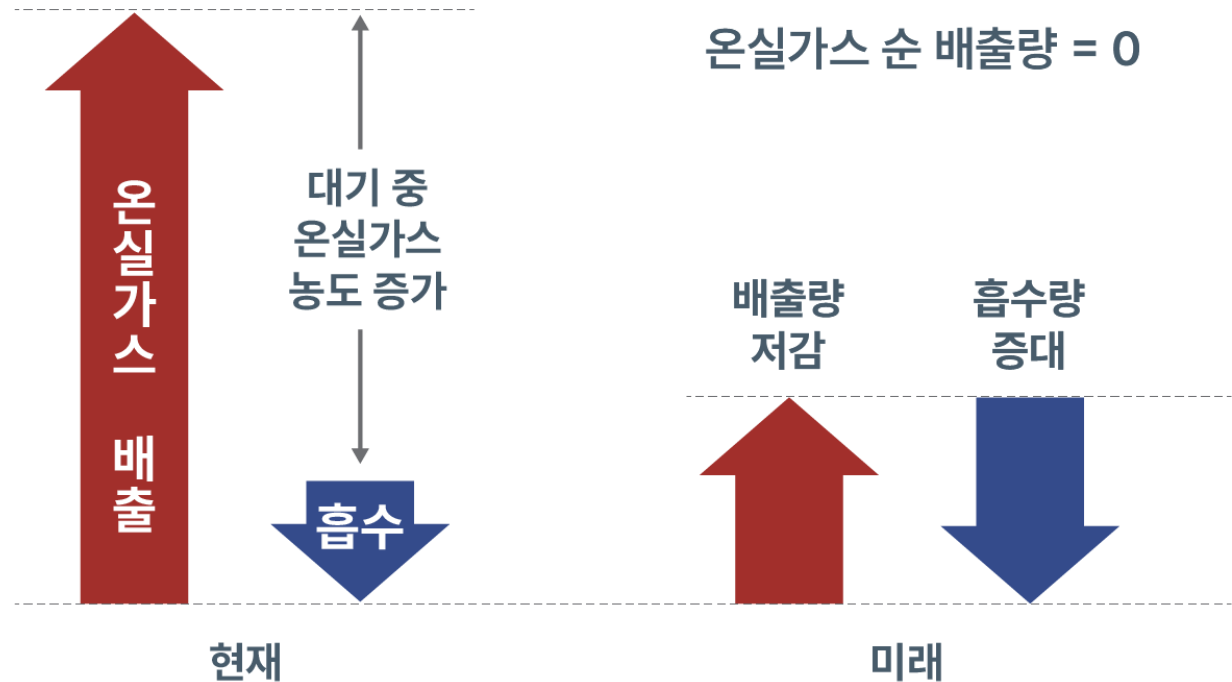 온실가스 배출
대기 중
온실가스
농도 증가
흡수
현재
온실가스 순 배출량 = 0
배출량
저감
흡수량
증대
미래